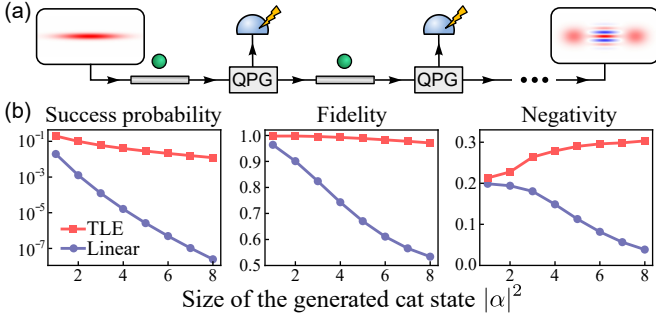 (a)
QPG
QPG
(b)
Success probability
Fidelity
Negativity
10⁻¹
10⁻³
10⁻⁵
10⁻⁷
TLE
Linear
2 4 6 8
1.0
0.9
0.8
0.7
0.6
0.5
2 4 6 8
0.3
0.2
0.1
0.0
2 4 6 8
Size of the generated cat state |α|²